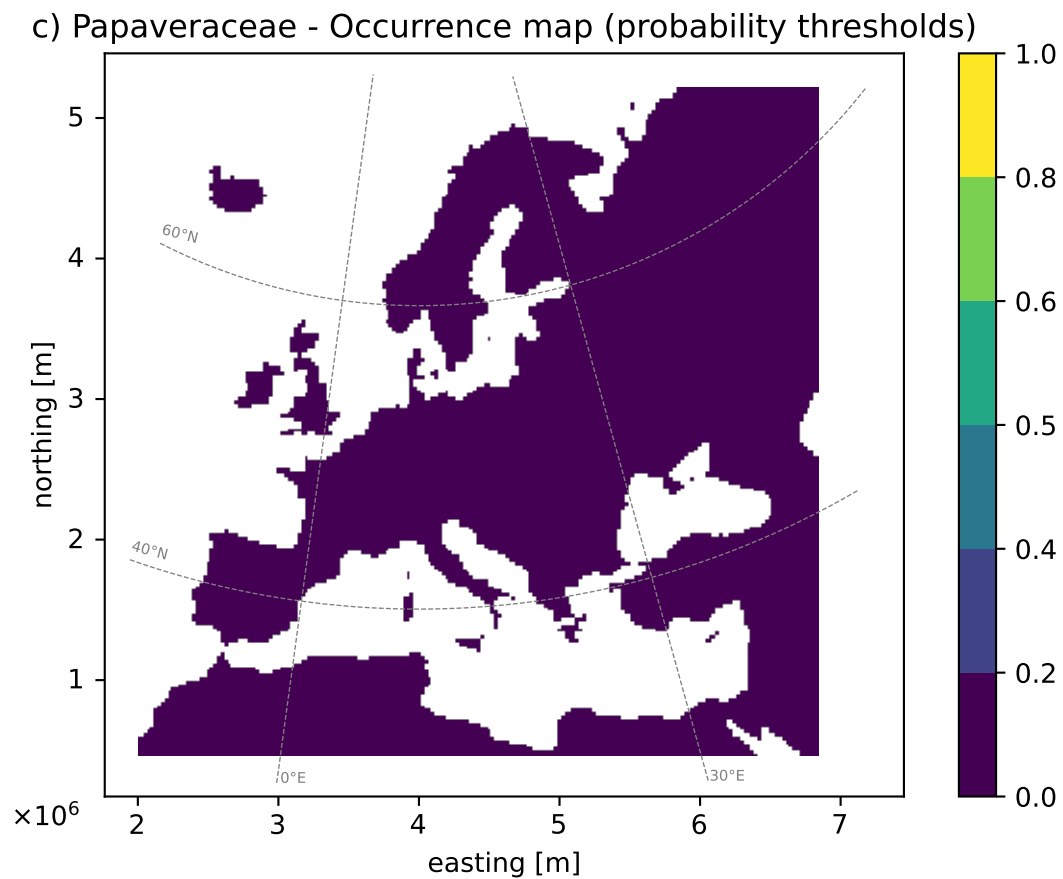 c) Papaveraceae - Occurrence map (probability thresholds)
1.0
0.8
0.6
0.5
0.4
0.2
0.0
northing [m]
5
4
3
2
1
60°N
40°N
0°E
30°E
×10⁶
2 3 4 5 6 7
easting [m]